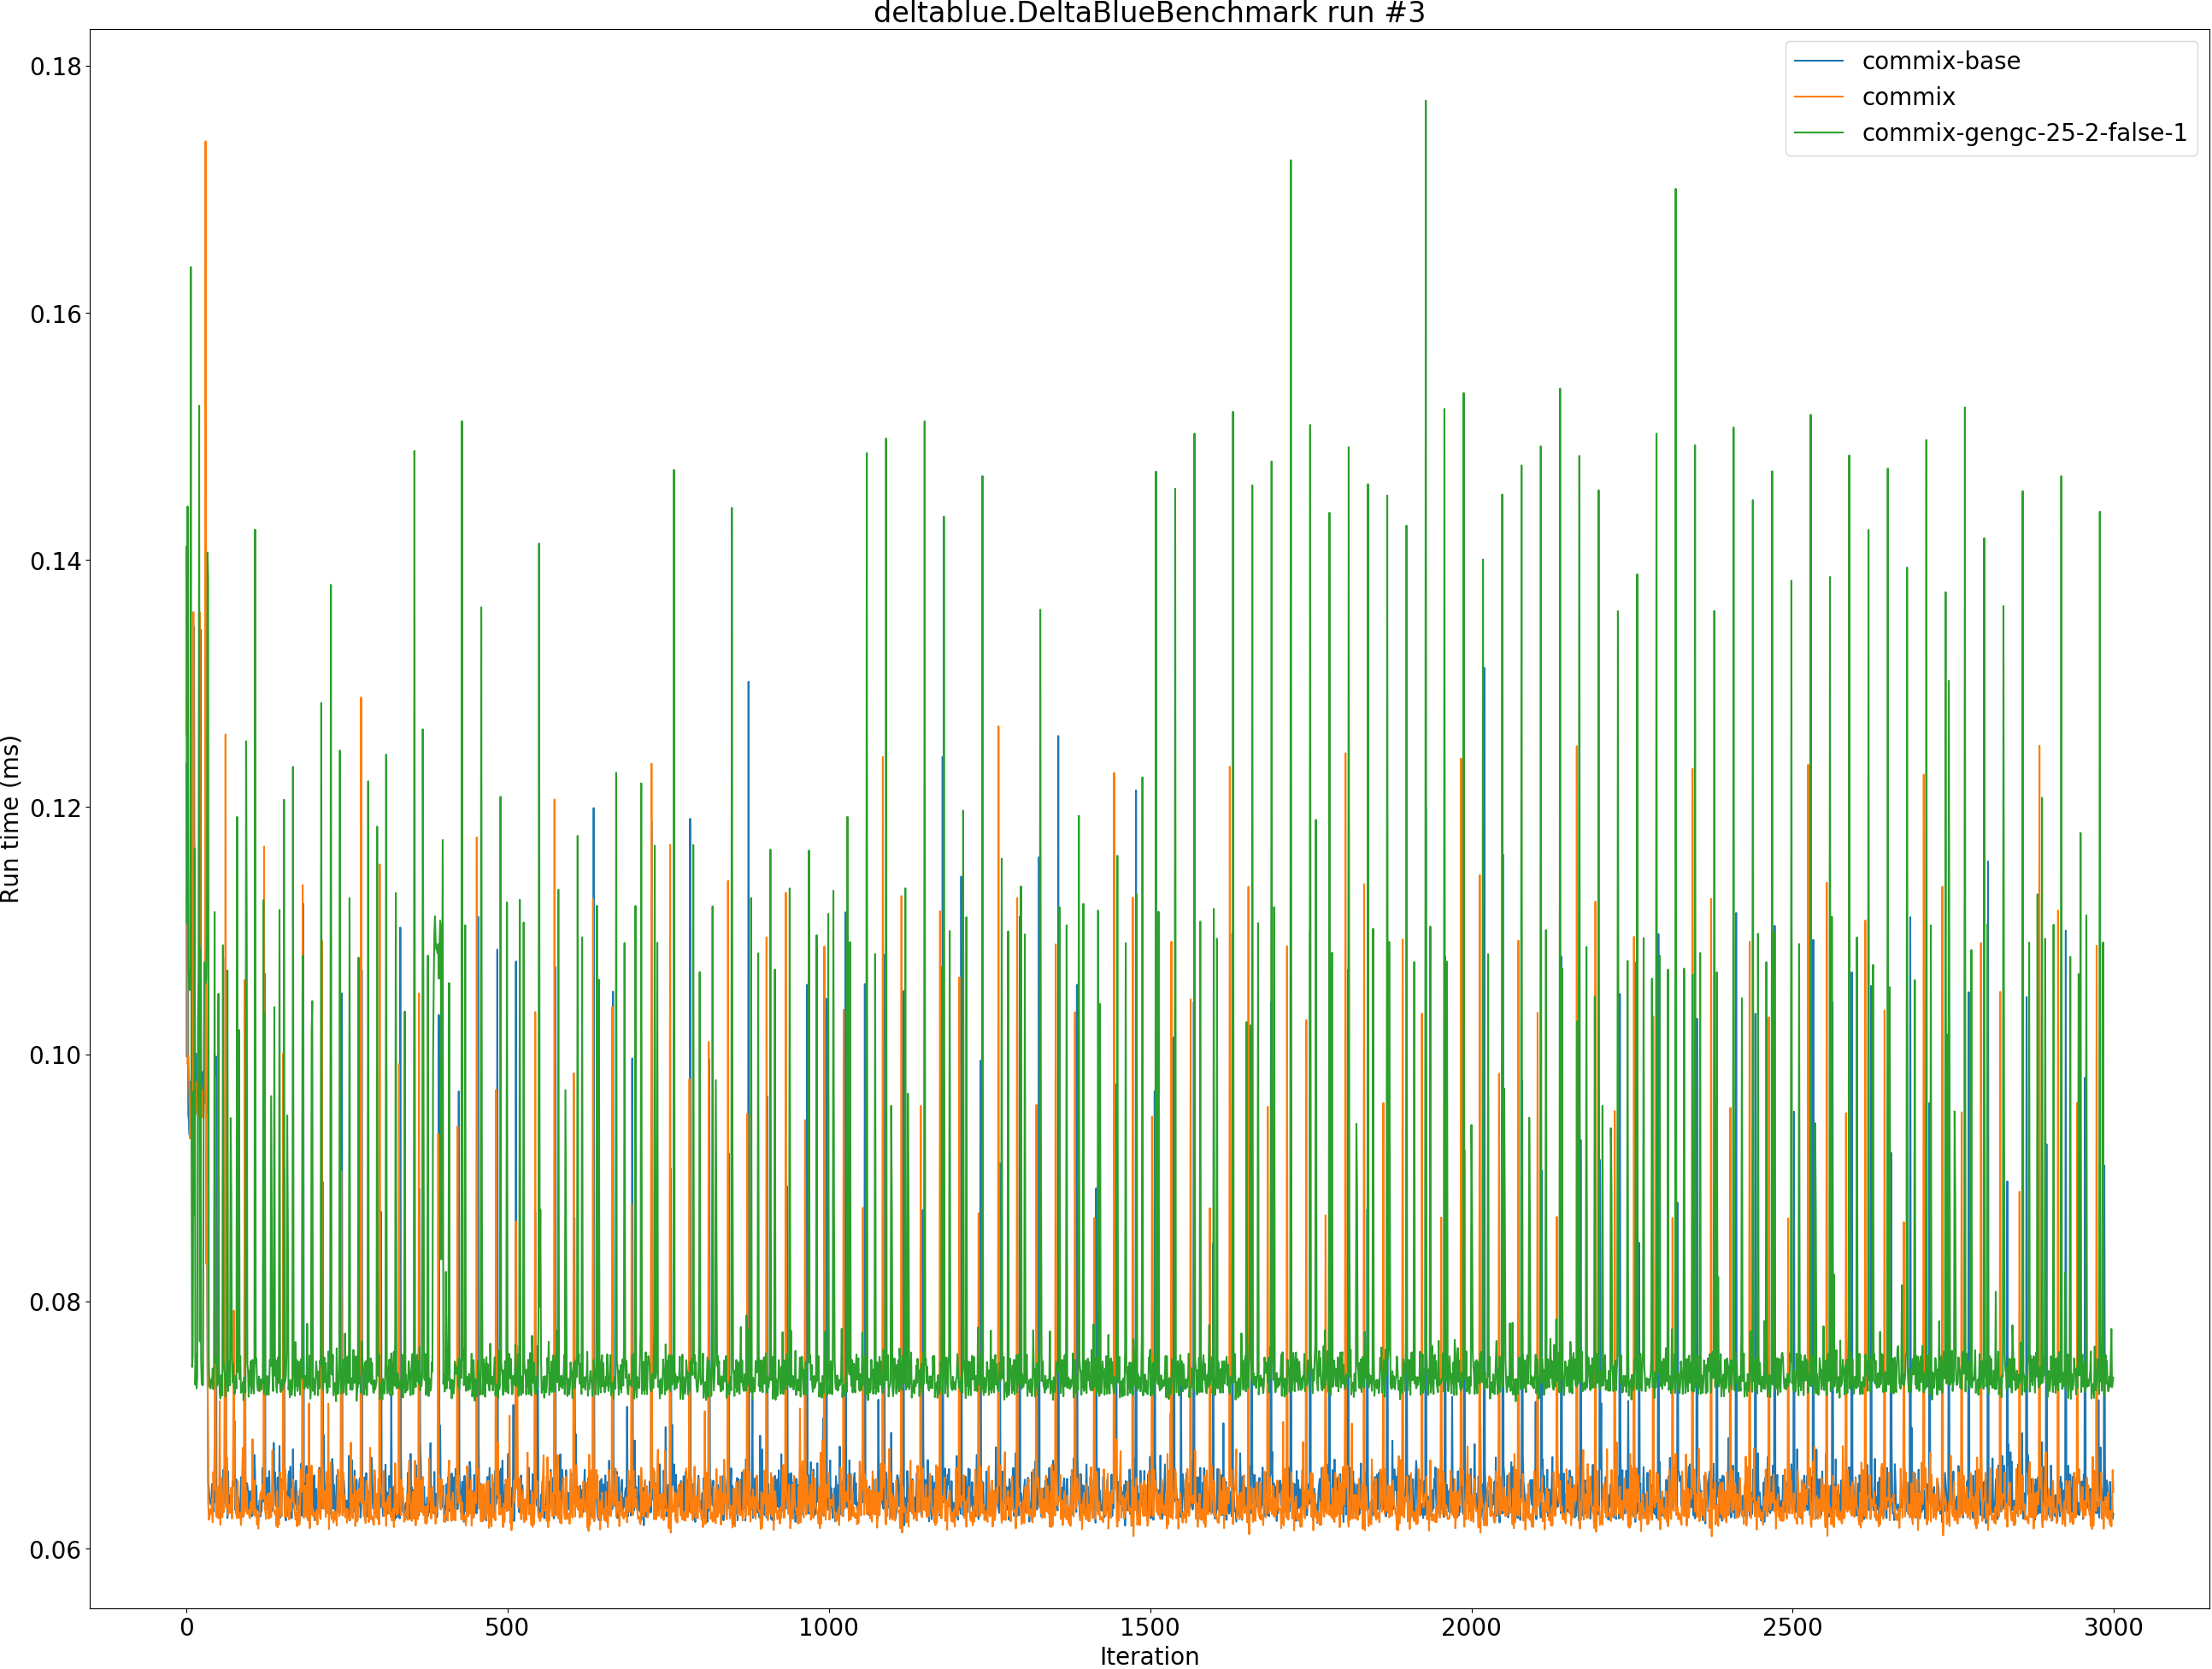 deltablue.DeltaBlueBenchmark run #3
commix-base
commix
commix-gengc-25-2-false-1
Run time (ms)
0.18
0.16
0.14
0.12
0.10
0.08
0.06
0
500
1000
1500
2000
2500
3000
Iteration